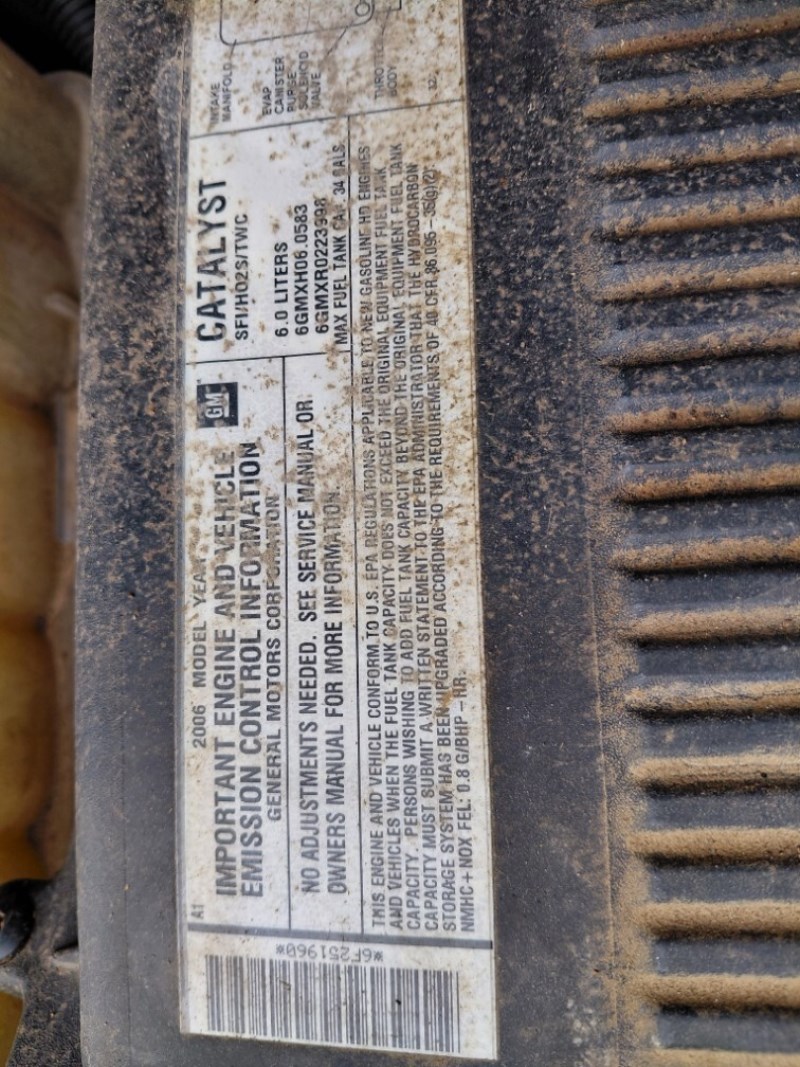 A1
2006 MODEL YEAR
IMPORTANT ENGINE AND VEHICLE
EMISSION CONTROL INFORMATION
GENERAL MOTORS CORPORATION
GM
NO ADJUSTMENTS NEEDED. SEE SERVICE MANUAL OR
OWNERS MANUAL FOR MORE INFORMATION.
CATALYST
SFI/HO2S/TWC
6.0 LITERS
6GMXH06.0583
6GMXR0223998
MAX FUEL TANK CAP. 34 GALS
THIS ENGINE AND VEHICLE CONFORM TO U.S. EPA REGULATIONS APPLICABLE TO NEW GASOLINE HD ENGINES
AND VEHICLES WHEN THE FUEL TANK CAPACITY DOES NOT EXCEED THE ORIGINAL EQUIPMENT FUEL TANK
CAPACITY. PERSONS WISHING TO ADD FUEL TANK CAPACITY BEYOND THE ORIGINAL EQUIPMENT FUEL TANK
CAPACITY MUST SUBMIT A WRITTEN STATEMENT TO THE EPA ADMINISTRATOR THAT THE HYDROCARBON
STORAGE SYSTEM HAS BEEN UPGRADED ACCORDING TO THE REQUIREMENTS OF 40 CFR 86.095-35(g)(2).
NMHC + NOX FEL: 0.8 G/BHP-HR.
INTAKE
MANIFOLD
EVAP
CANISTER
PURGE
SOLENOID
VALVE
THROTTLE
BODY
*6F251960*